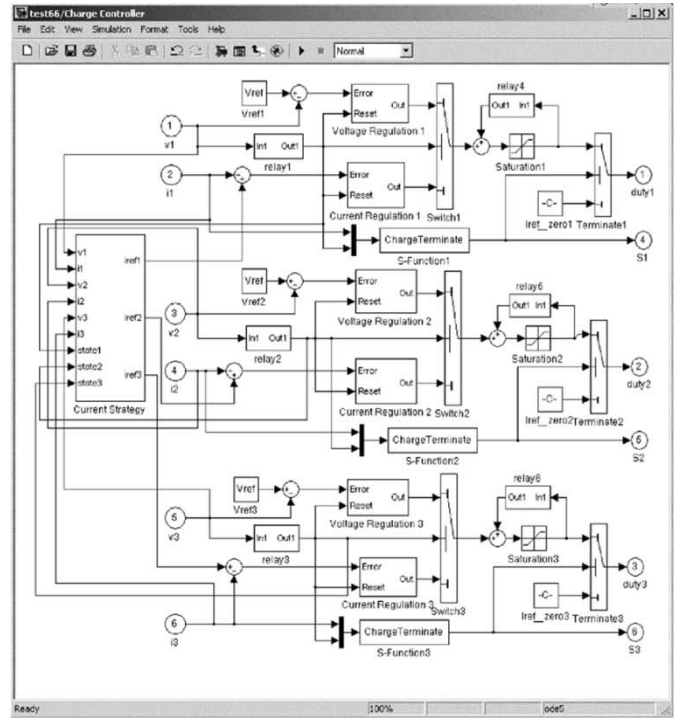 test66/Charge Controller
File Edit View Simulation Format Tools Help
Normal
Vref
Vref1
1
v1
Error
Reset
Out
Voltage Regulation 1
relay4
Out1 In1
In1 Out1
relay1
Saturation1
2
i1
Error
Reset
Out
Current Regulation 1
Switch1
-C-
Iref_zero1
Terminate1
1
duty1
ChargeTerminate
S-Function1
4
S1
v1
i1
v2
i2
v3
i3
state1
state2
state3
iref1
iref2
iref3
Current Strategy
Vref
Vref2
3
v2
Error
Reset
Out
Voltage Regulation 2
relay5
Out1 In1
In1 Out1
relay2
Saturation2
4
i2
Error
Reset
Out
Current Regulation 2
Switch2
-C-
Iref_zero2
Terminate2
2
duty2
ChargeTerminate
S-Function2
5
S2
Vref
Vref3
5
v3
Error
Reset
Out
Voltage Regulation 3
relay6
Out1 In1
In1 Out1
relay3
Saturation3
Error
Reset
Out
Current Regulation 3
Switch3
-C-
Iref_zero3
Terminate3
3
duty3
6
i3
ChargeTerminate
S-Function3
6
S3
Ready
100%
ode5